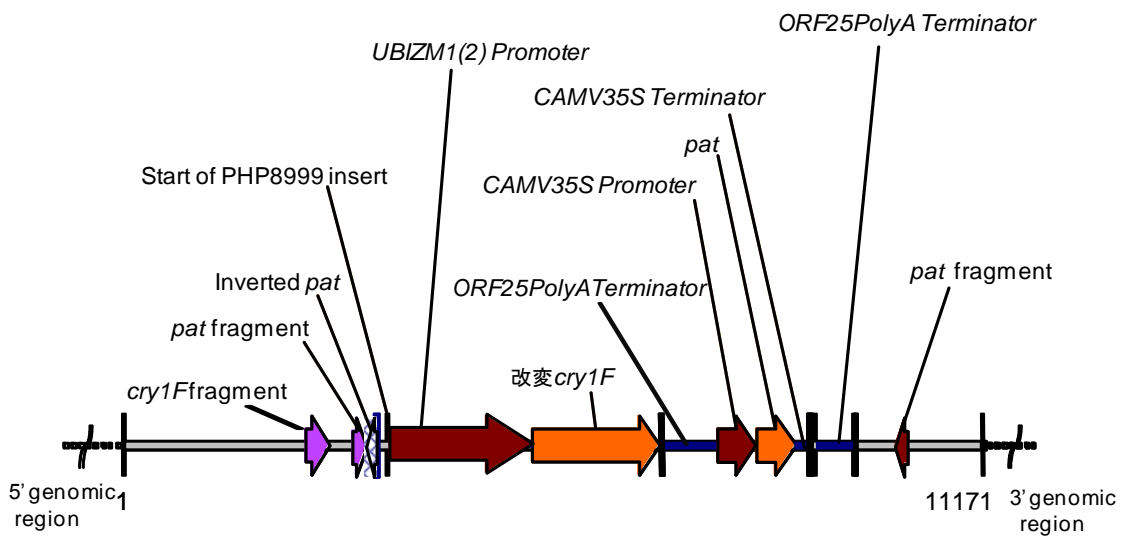 ORF25PolyA Terminator
UBIZM1(2) Promoter
CAMV35S Terminator
pat
Start of PHP8999 insert
CAMV35S Promoter
Inverted pat
ORF25PolyATerminator
pat fragment
pat fragment
cry1Ffragment
改変cry1F
5' genomic
region
1
11171
3' genomic
region